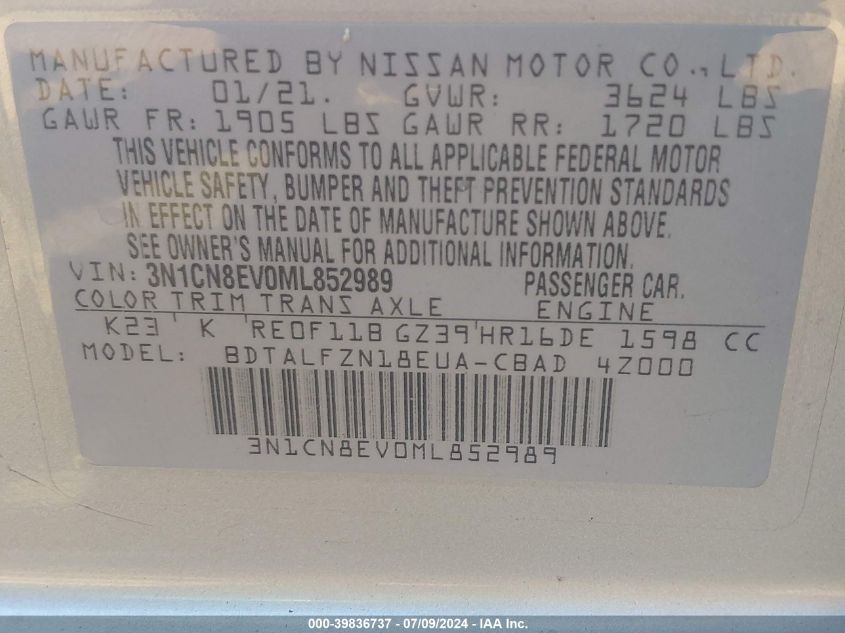 MANUFACTURED BY NISSAN MOTOR CO., LTD.
DATE: 01/21. GVWR: 3624 LBS
GAWR FR: 1905 LBS GAWR RR: 1720 LBS
THIS VEHICLE CONFORMS TO ALL APPLICABLE FEDERAL MOTOR
VEHICLE SAFETY, BUMPER AND THEFT PREVENTION STANDARDS
IN EFFECT ON THE DATE OF MANUFACTURE SHOWN ABOVE.
SEE OWNER'S MANUAL FOR ADDITIONAL INFORMATION.
VIN: 3N1CN8EV0ML852989 PASSENGER CAR.
COLOR TRIM TRANS AXLE ENGINE
K23 K RE0F11B GZ39 HR16DE 1598 CC
MODEL: BDTALFZN18EUA-CBAD 4Z000
3N1CN8EV0ML852989
000-39836737 - 07/09/2024 - IAA Inc.